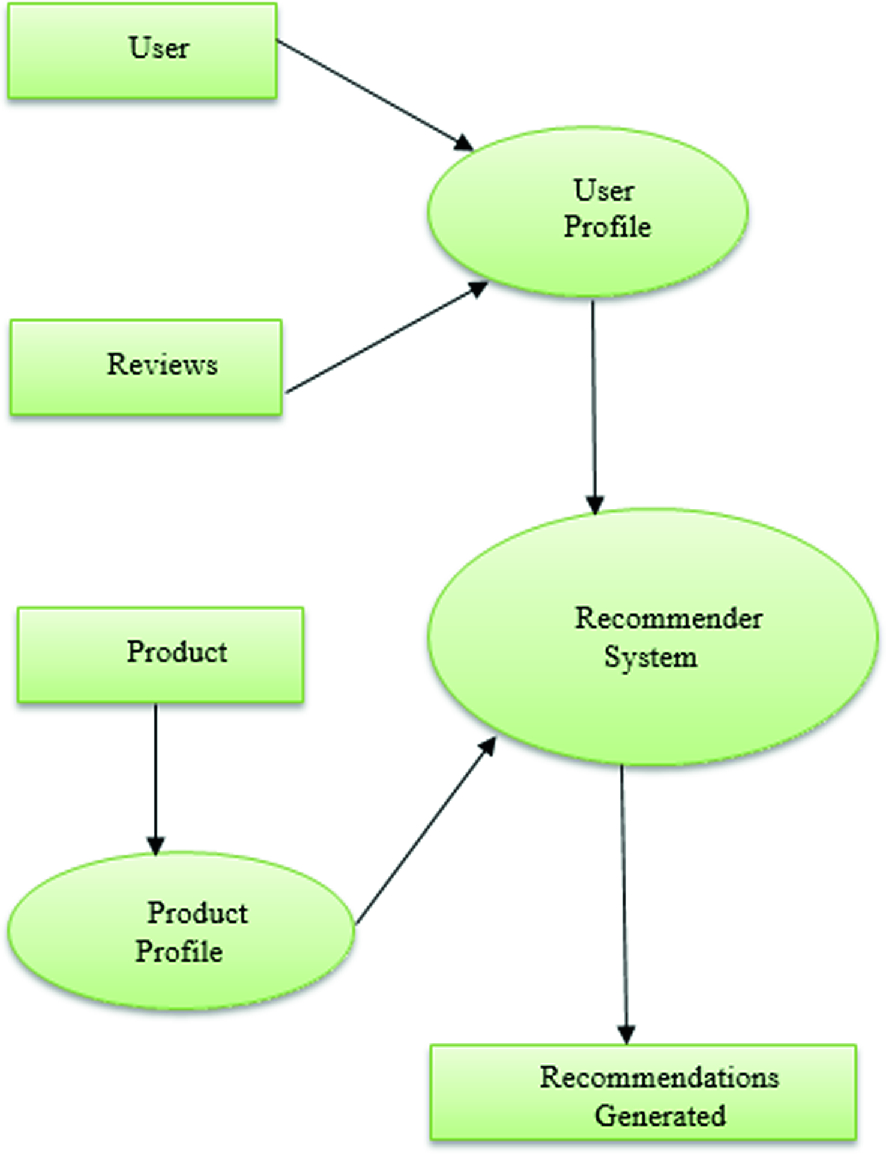 User
User
Profile
Reviews
Recommender
System
Product
Product
Profile
Recommendations
Generated